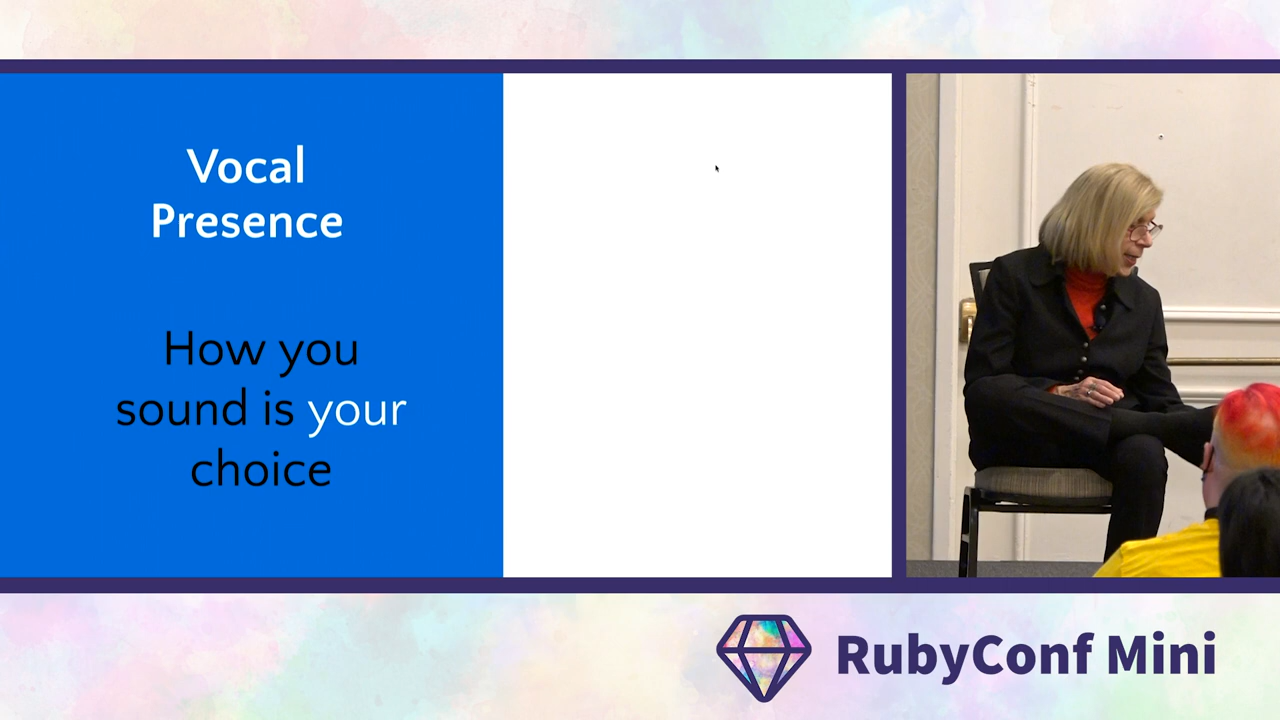 Vocal
Presence
How you
sound is your
choice
RubyConf Mini